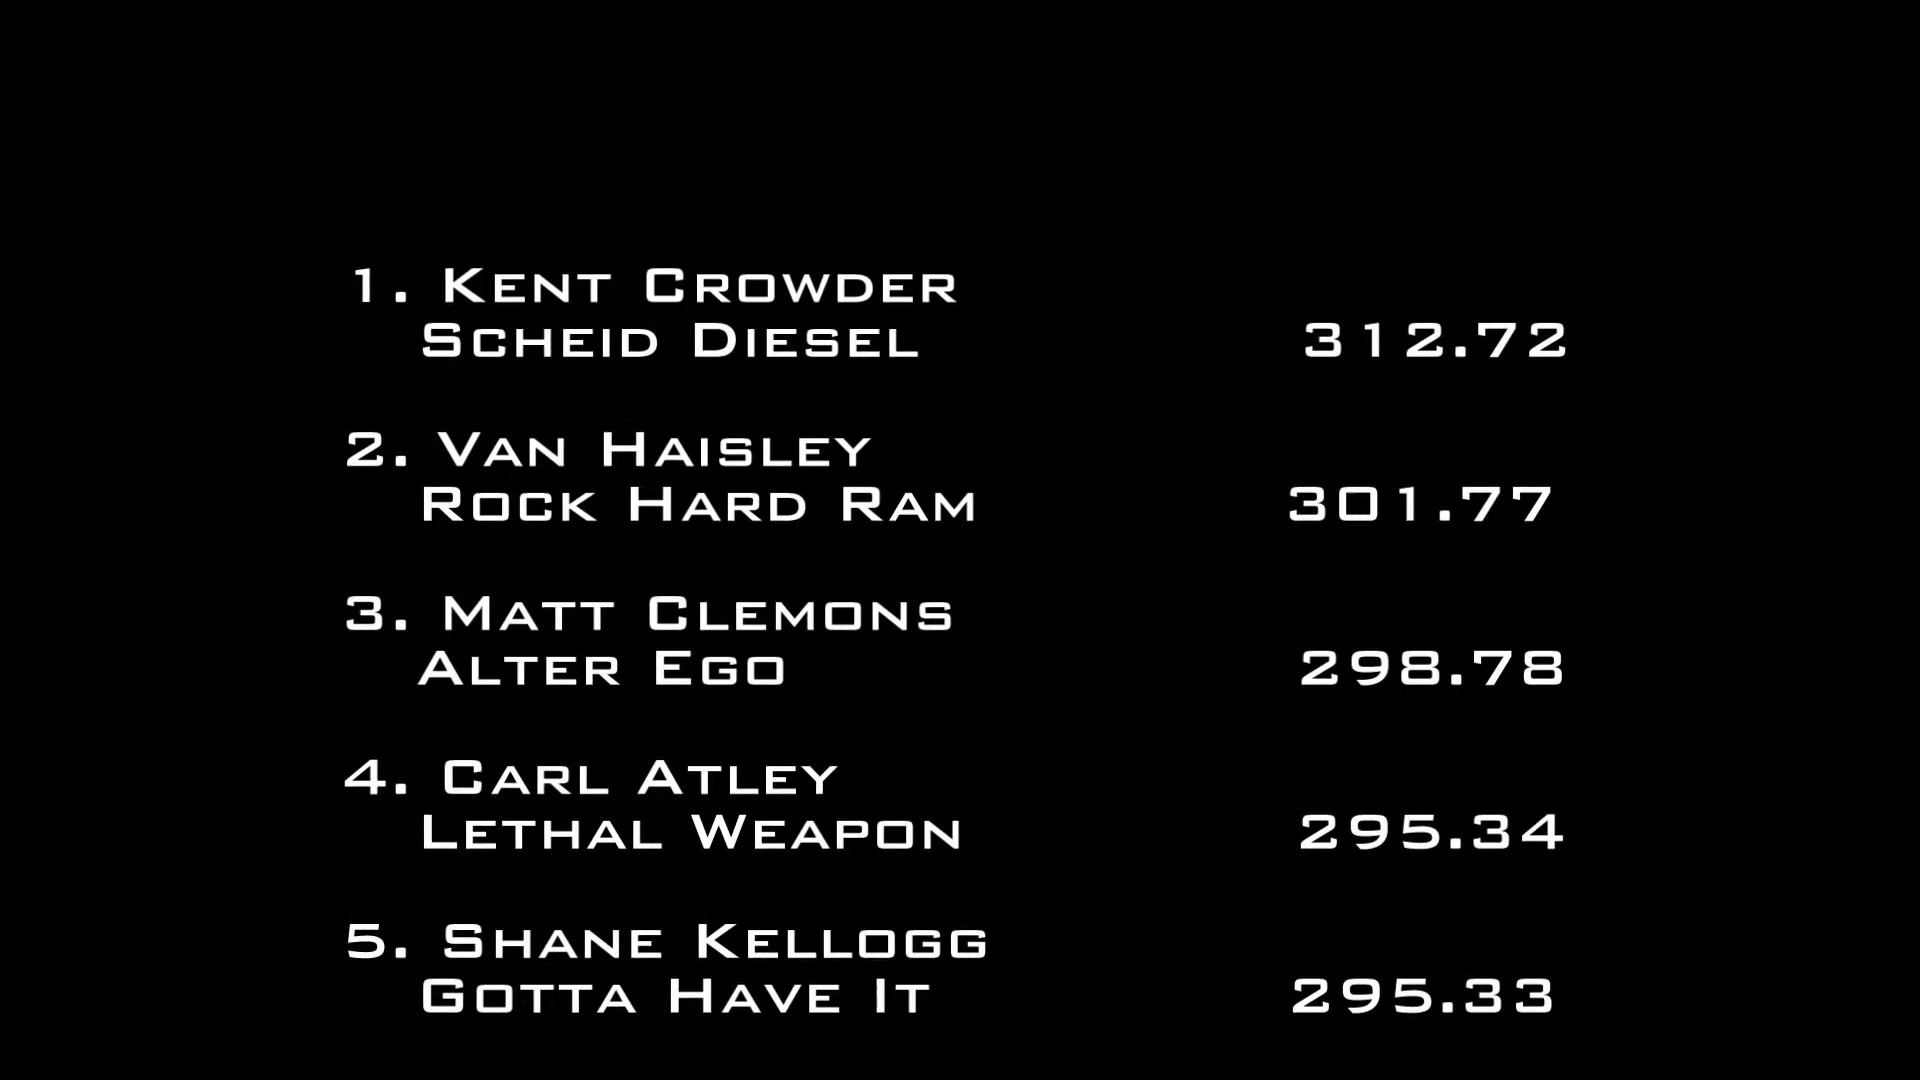 1. Kent Crowder
Scheid Diesel 312.72
2. Van Haisley
Rock Hard Ram 301.77
3. Matt Clemons
Alter Ego 298.78
4. Carl Atley
Lethal Weapon 295.34
5. Shane Kellogg
Gotta Have It 295.33